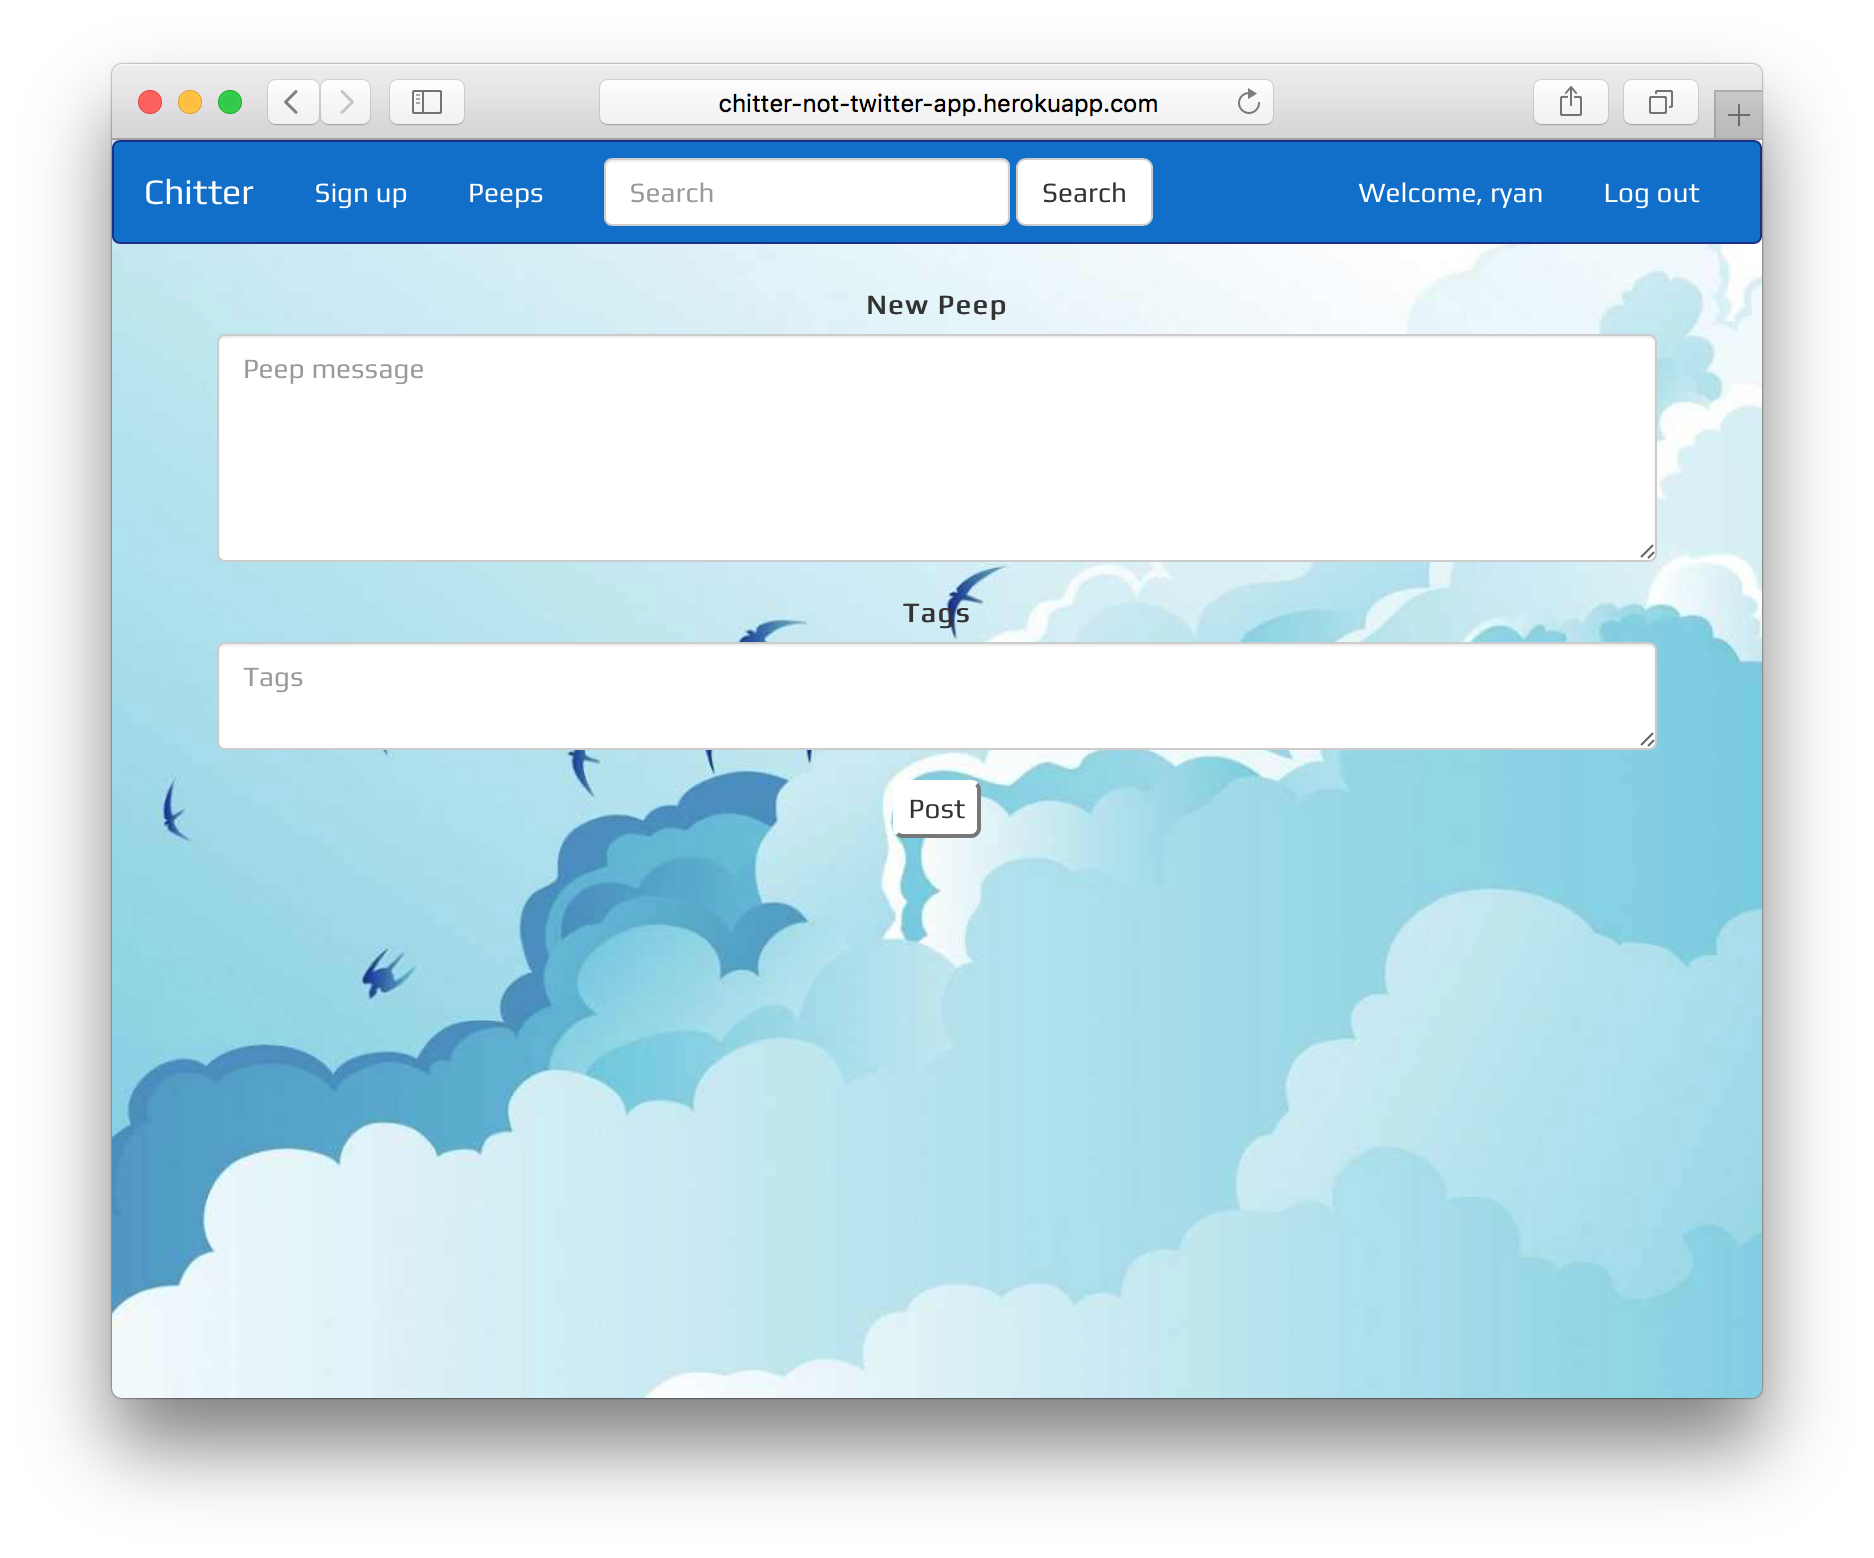 chitter-not-twitter-app.herokuapp.com
Chitter Sign up Peeps Search Search Welcome, ryan Log out
New Peep
Peep message
Tags
Tags
Post